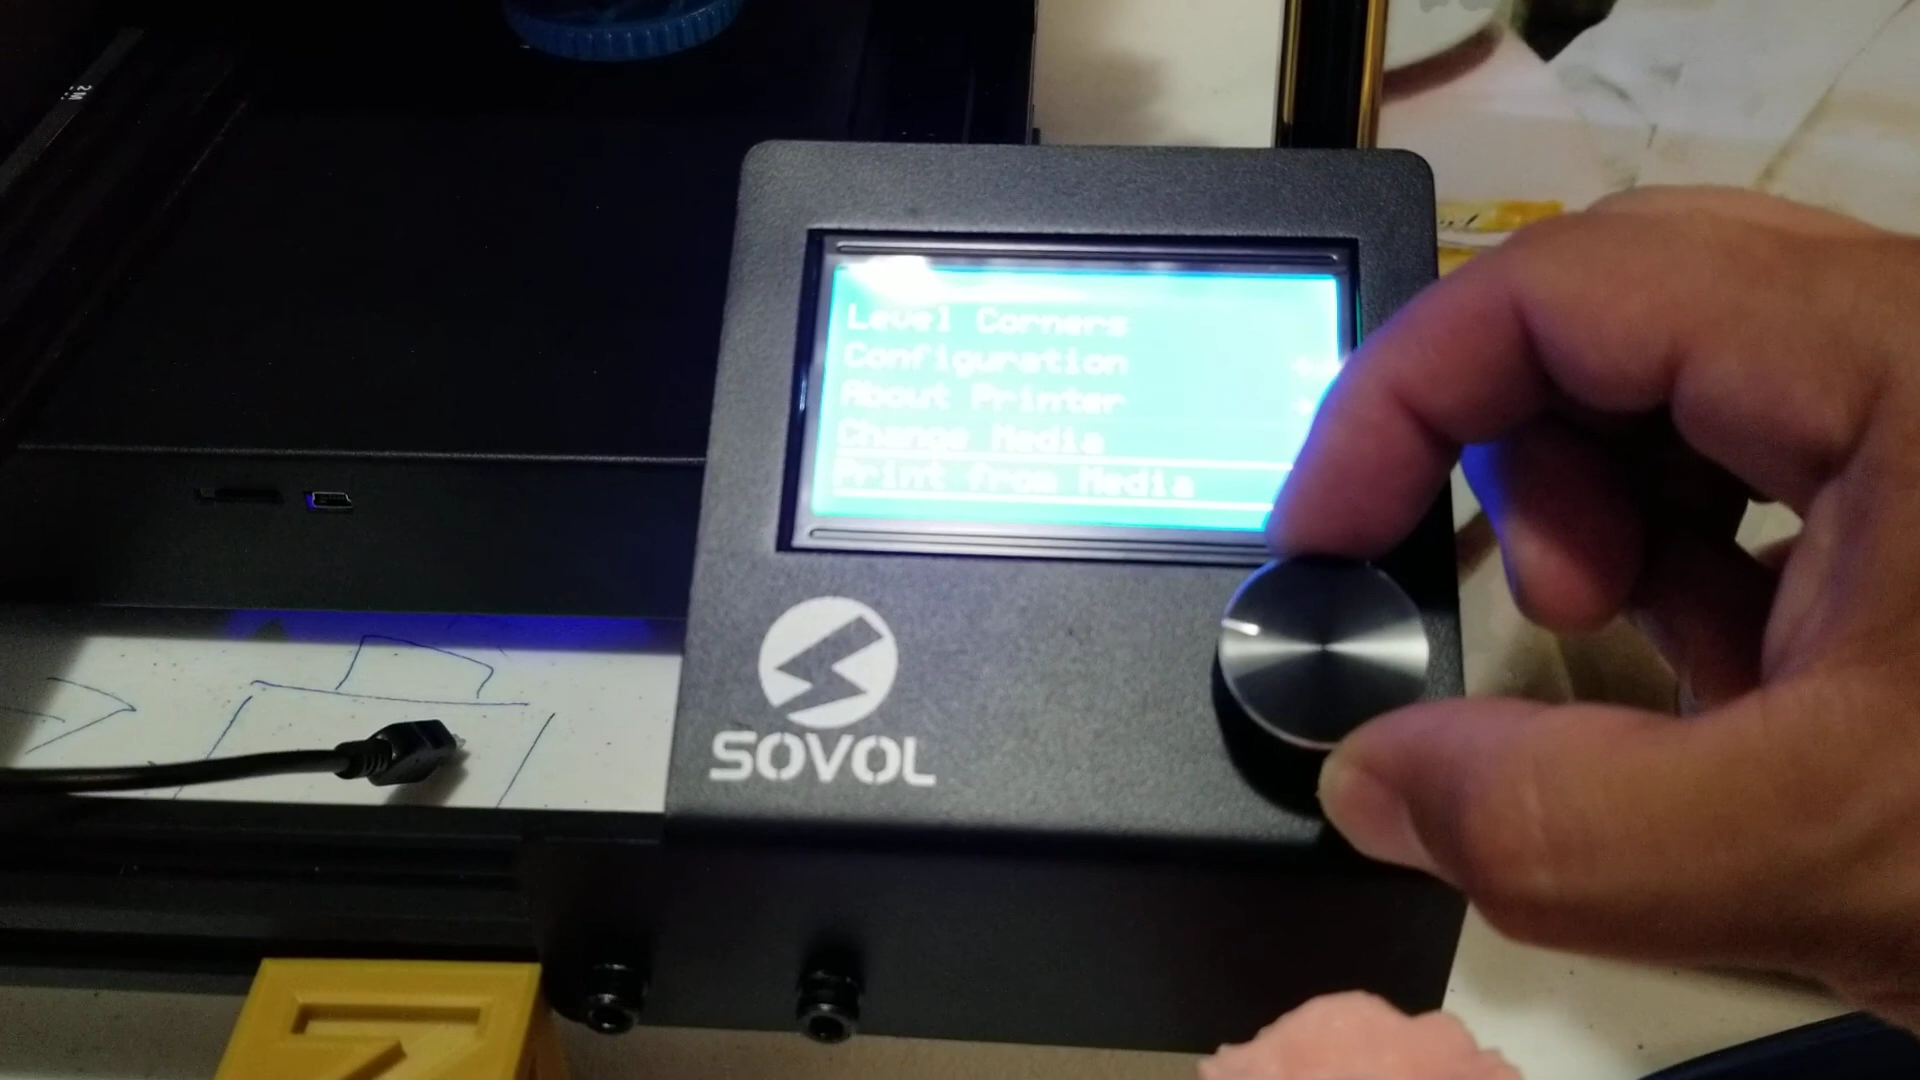 Level Corners
Configuration
About Printer
Change Media
Print from Media
SOVOL